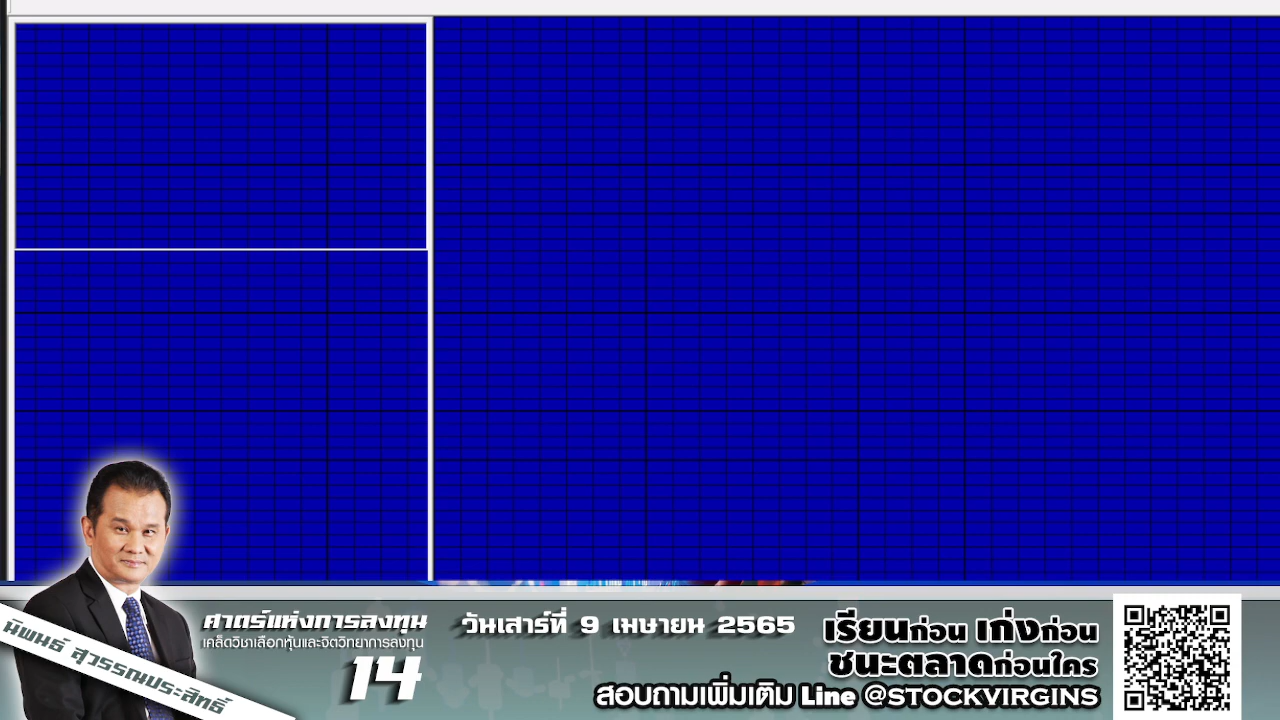 นิพนธ์ สุวรรณประสิทธิ์
ศาตร์แห่งการลงทุน
เคล็ดวิชาเลือกหุ้นและจิตวิทยาการลงทุน
14
วันเสาร์ที่ 9 เมษายน 2565
เรียนก่อน เก่งก่อน
ชนะตลาดก่อนใคร
สอบถามเพิ่มเติม Line @STOCKVIRGINS